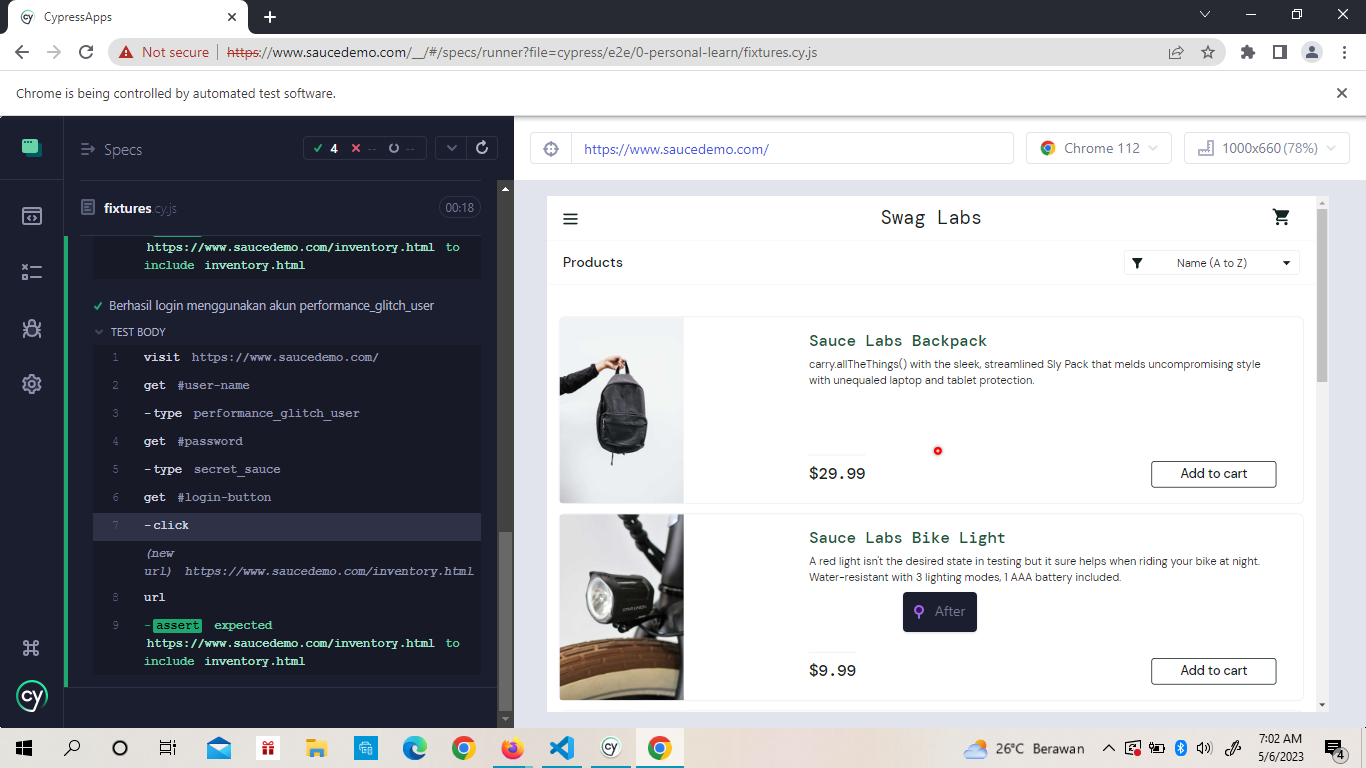 CypressApps
Not secure https://www.saucedemo.com/__/#/specs/runner?file=cypress/e2e/0-personal-learn/fixtures.cy.js
Chrome is being controlled by automated test software.
Specs
4 -- --
fixtures.cy.js 00:18
https://www.saucedemo.com/inventory.html to
include inventory.html
Berhasil login menggunakan akun performance_glitch_user
TEST BODY
1 visit https://www.saucedemo.com/
2 get #user-name
3 -type performance_glitch_user
4 get #password
5 -type secret_sauce
6 get #login-button
7 -click
(new
url) https://www.saucedemo.com/inventory.html
8 url
9 -assert expected
https://www.saucedemo.com/inventory.html to
include inventory.html
cy
https://www.saucedemo.com/
Chrome 112
1000x660 (78%)
Swag Labs
Products
Name (A to Z)
Sauce Labs Backpack
carry.allTheThings() with the sleek, streamlined Sly Pack that melds uncompromising style
with unequaled laptop and tablet protection.
$29.99
Add to cart
Sauce Labs Bike Light
A red light isn't the desired state in testing but it sure helps when riding your bike at night.
Water-resistant with 3 lighting modes, 1 AAA battery included.
After
$9.99
Add to cart
26°C Berawan
7:02 AM
5/6/2023
4